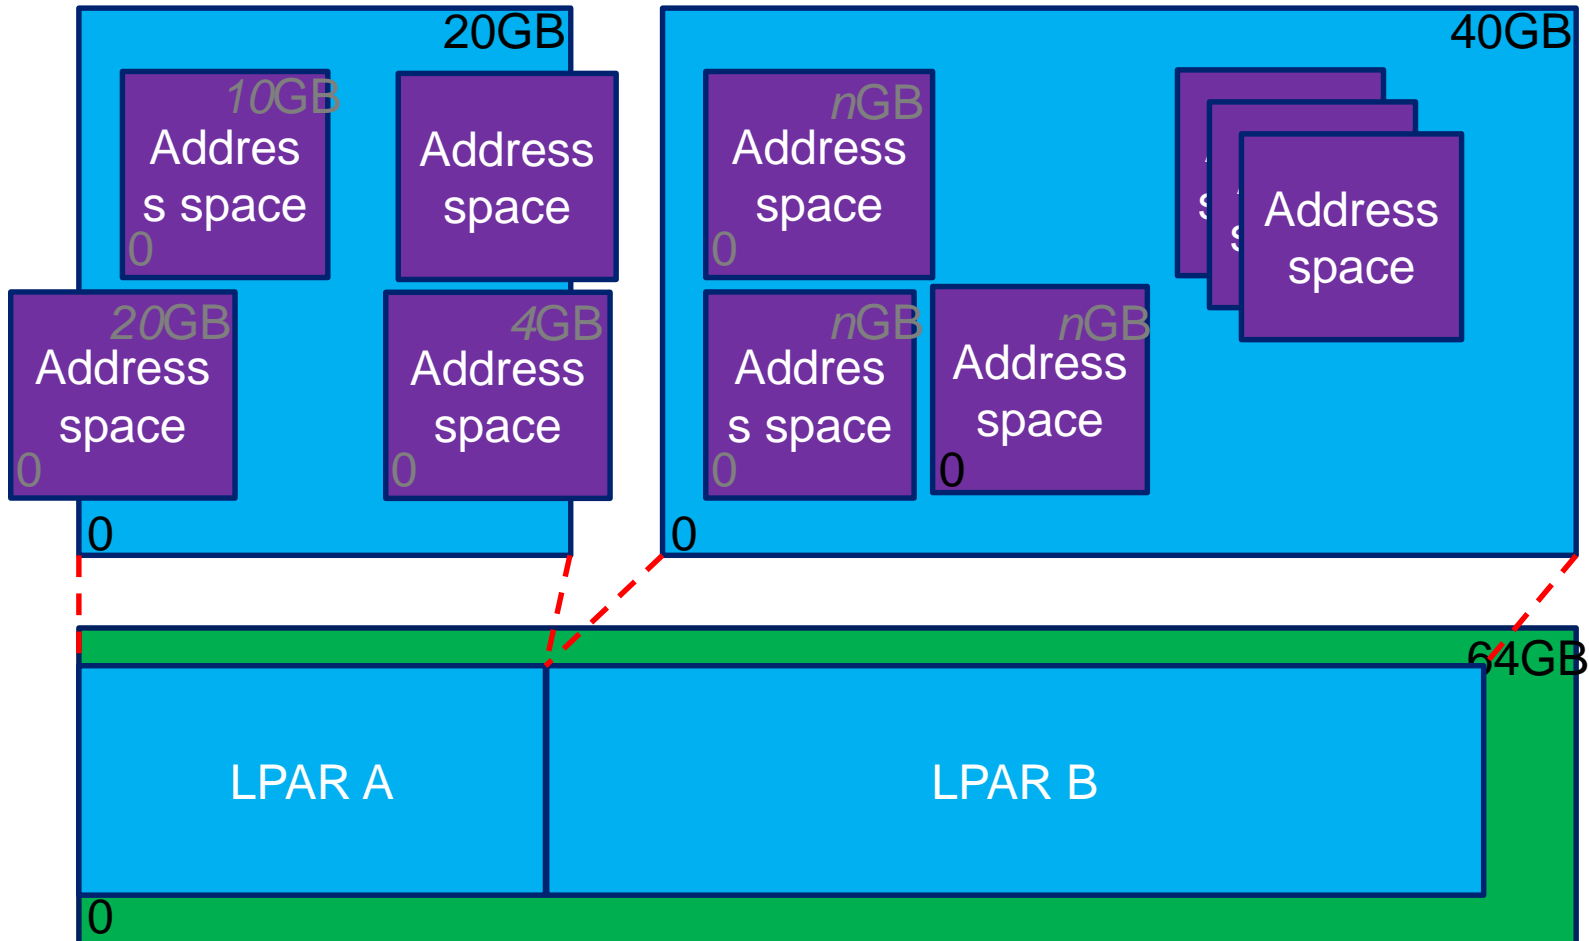 20GB
10GB
Addres
s space
0
Address
space
20GB
Address
space
0
4GB
Address
space
0
0
40GB
nGB
Address
space
0
nGB
Addres
s space
0
nGB
Address
space
0
Address
space
0
64GB
LPAR A
LPAR B
0